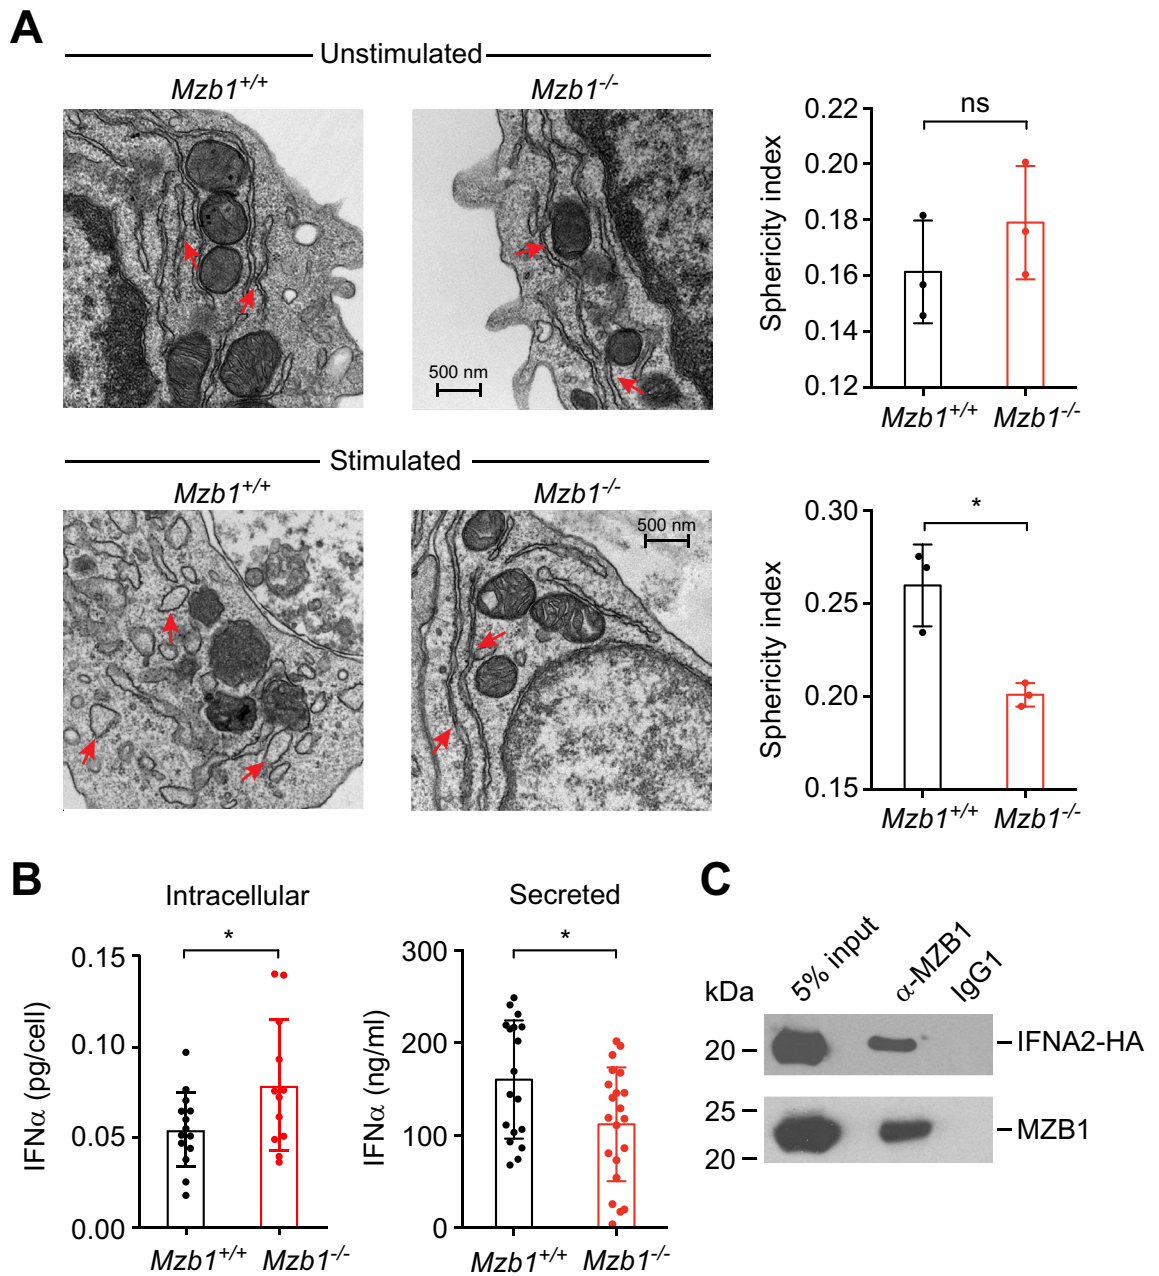 A
Unstimulated
Mzb1+/+
Mzb1-/-
500 nm
0.22
0.20
0.18
0.16
0.14
0.12
Sphericity index
ns
Mzb1+/+
Mzb1-/-
Stimulated
Mzb1+/+
Mzb1-/-
500 nm
0.30
0.25
0.20
0.15
Sphericity index
*
Mzb1+/+
Mzb1-/-
B
Intracellular
*
0.15
0.10
0.05
0.00
IFNα (pg/cell)
Mzb1+/+
Mzb1-/-
Secreted
*
300
200
100
0
IFNα (ng/ml)
Mzb1+/+
Mzb1-/-
C
kDa
5% input
α-MZB1
IgG1
20
IFNA2-HA
25
20
MZB1